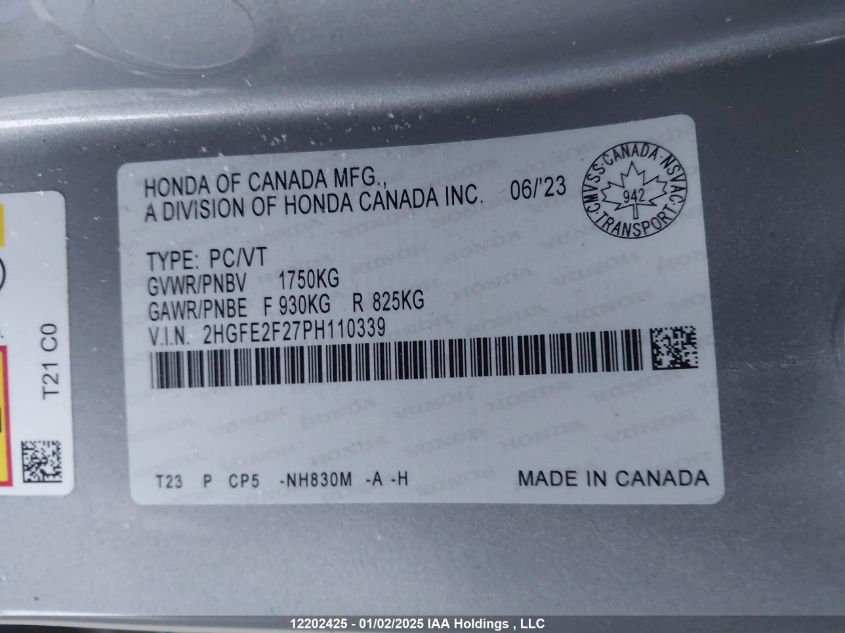 HONDA OF CANADA MFG.,
A DIVISION OF HONDA CANADA INC. 06/'23
CMVSS·CANADA·NSVAC·TRANSPORT·
942
TYPE: PC/VT
GVWR/PNBV 1750KG
GAWR/PNBE F 930KG R 825KG
V.I.N. 2HGFE2F27PH110339
T23 P CP5 -NH830M -A -H
MADE IN CANADA
T21 C0
12202425 - 01/02/2025 IAA Holdings , LLC